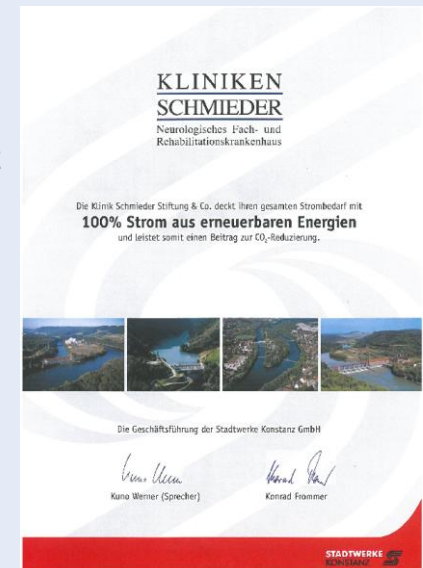 KLINIKEN
SCHMIEDER
Neurologisches Fach- und
Rehabilitationskrankenhaus
Die Klinik Schmieder Stiftung & Co. deckt ihren gesamten Strombedarf mit
100% Strom aus erneuerbaren Energien
und leistet somit einen Beitrag zur CO₂-Reduzierung.
Die Geschäftsführung der Stadtwerke Konstanz GmbH
Kuno Werner (Sprecher)
Konrad Frommer
STADTWERKE
KONSTANZ